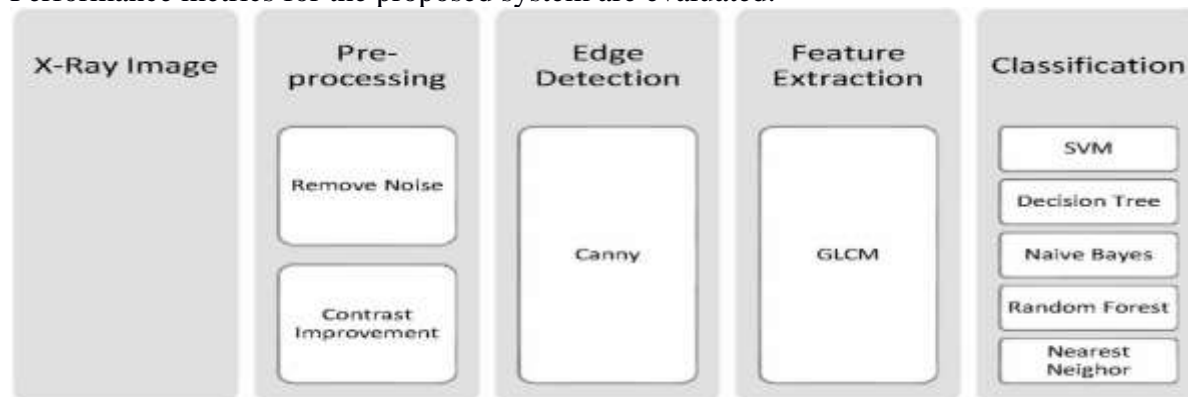 Performance metrics for the proposed system are evaluated.
X-Ray Image
Pre-
processing
Remove Noise
Contrast
Improvement
Edge
Detection
Canny
Feature
Extraction
GLCM
Classification
SVM
Decision Tree
Naive Bayes
Random Forest
Nearest
Neighor